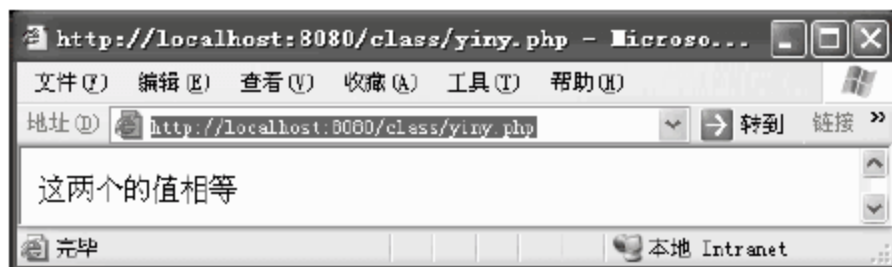 http://localhost:8080/class/yiny.php - Microso...
文件(F) 编辑(E) 查看(V) 收藏(A) 工具(T) 帮助(H)
地址(D) http://localhost:8080/class/yiny.php 转到 链接 »
这两个的值相等
完毕 本地 Intranet